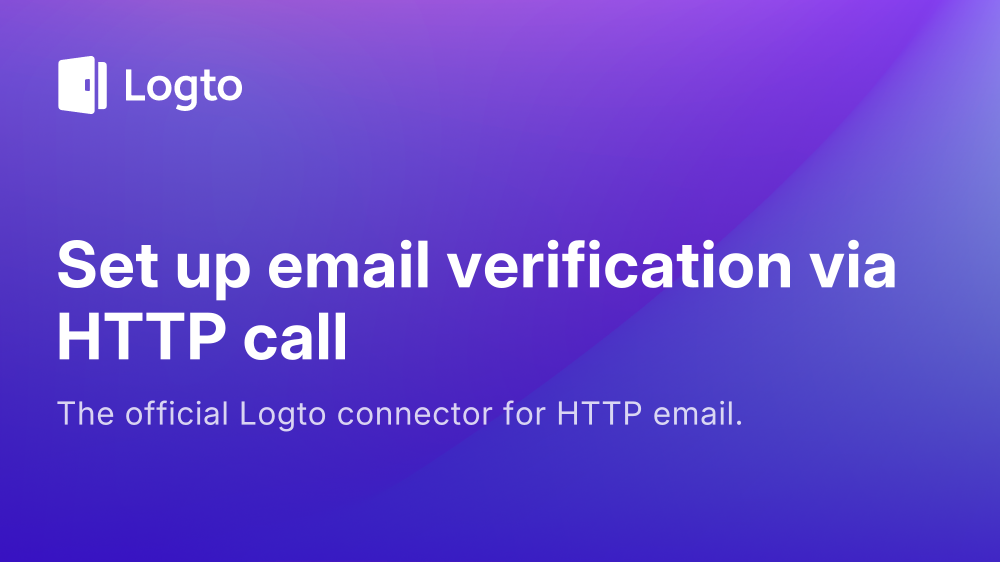 Logto
Set up email verification via
HTTP call
The official Logto connector for HTTP email.